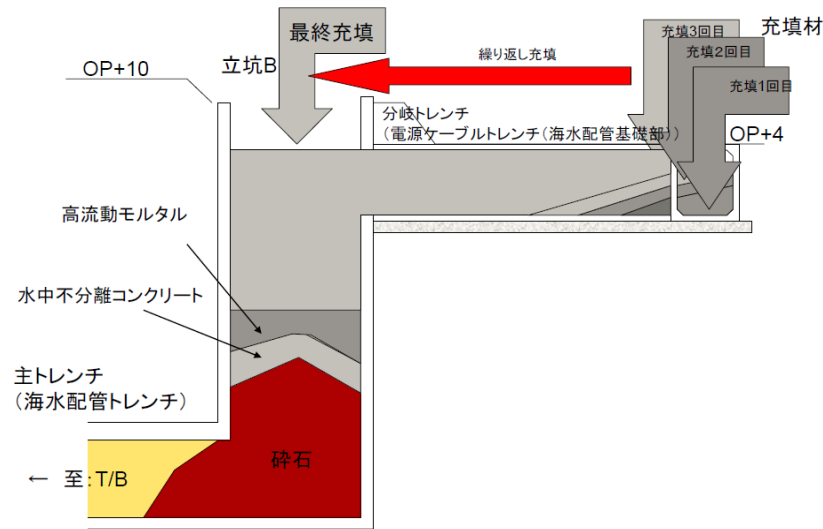 最終充填
立坑B
OP+10
繰り返し充填
充填3回目
充填材
充填2回目
充填1回目
分岐トレンチ
(電源ケーブルトレンチ(海水配管基礎部))
OP+4
高流動モルタル
水中不分離コンクリート
主トレンチ
(海水配管トレンチ)
砕石
← 至:T/B